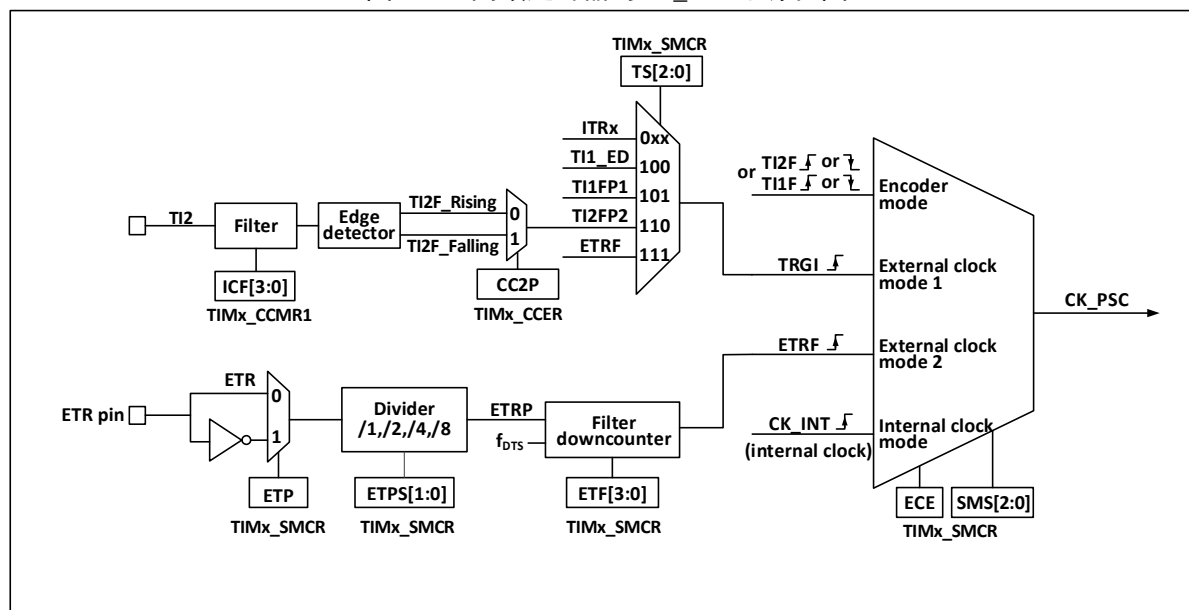 TIMx_SMCR
TS[2:0]
ITRx
0xx
TI1_ED
100
TI1FP1
101
TI2FP2
110
ETRF
111
TI2
Filter
ICF[3:0]
TIMx_CCMR1
Edge
detector
TI2F_Rising
TI2F_Falling
0
1
CC2P
TIMx_CCER
or TI2F or
TI1F or
Encoder
mode
TRGI
External clock
mode 1
ETRF
External clock
mode 2
CK_INT
(internal clock)
Internal clock
mode
CK_PSC
ECE
SMS[2:0]
TIMx_SMCR
ETR pin
ETR
0
1
ETP
TIMx_SMCR
Divider
/1,/2,/4,/8
ETPS[1:0]
TIMx_SMCR
ETRP
fDTS
Filter
downcounter
ETF[3:0]
TIMx_SMCR